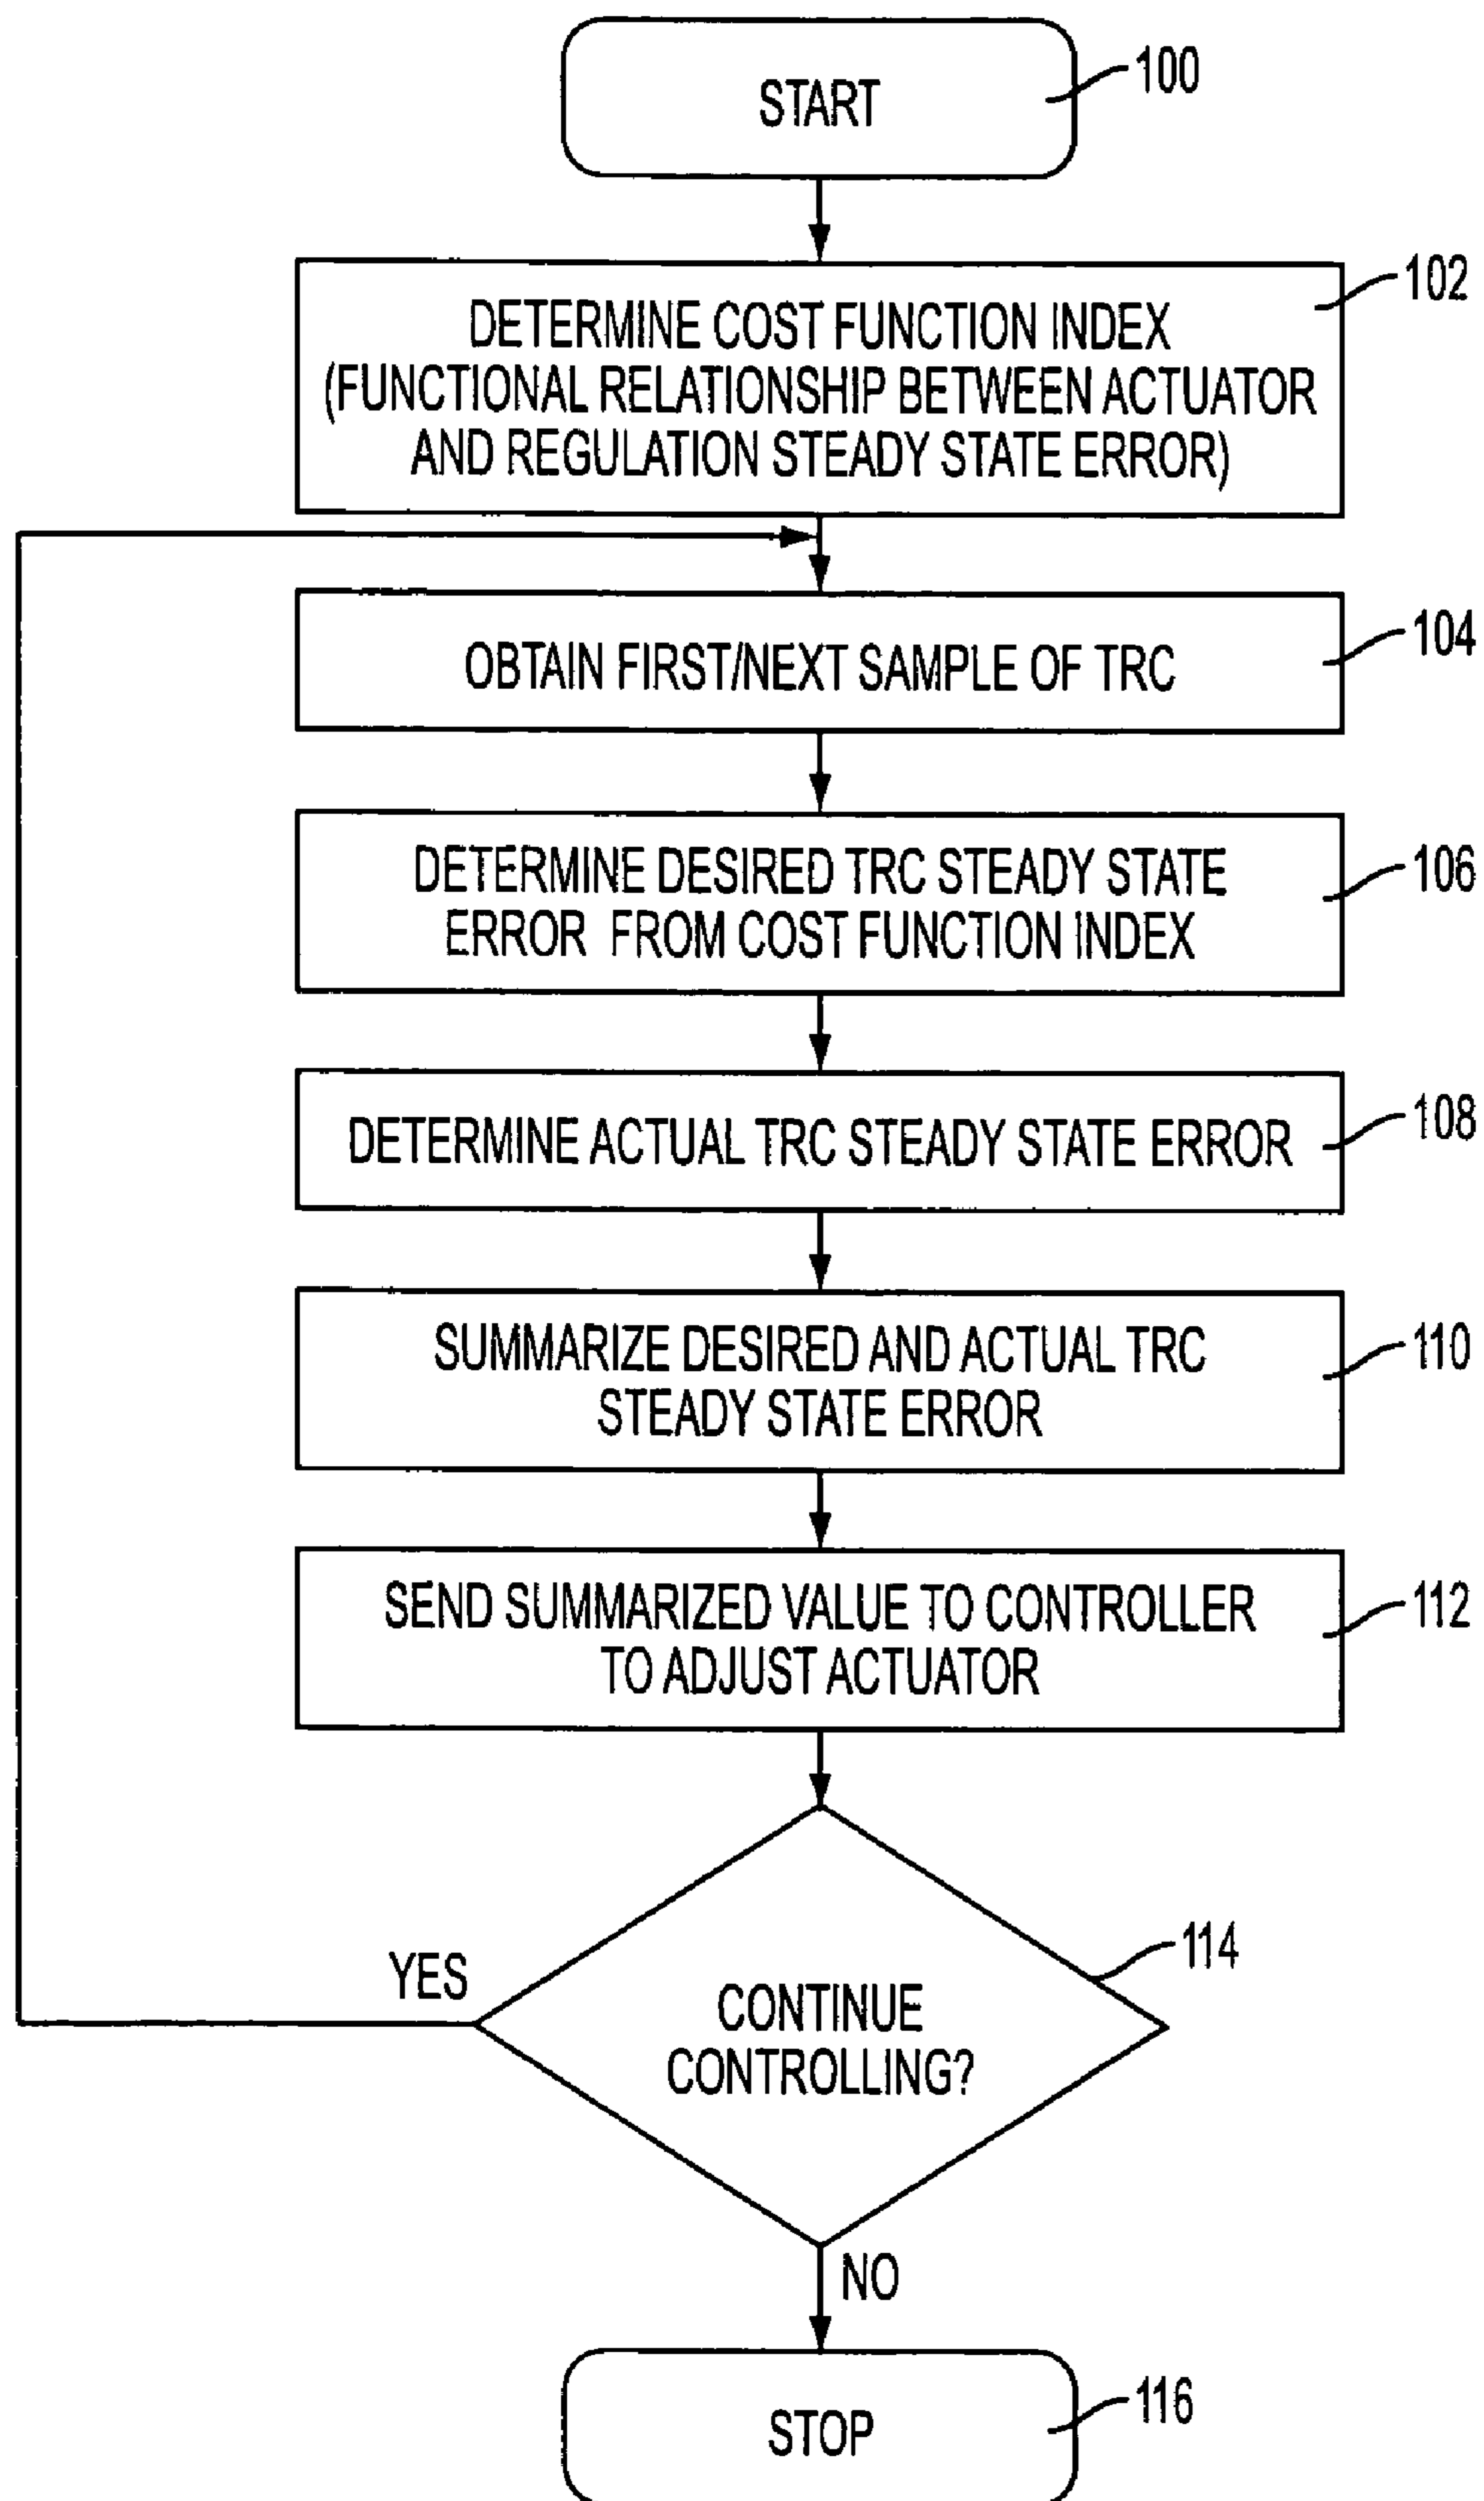 START
100
DETERMINE COST FUNCTION INDEX
(FUNCTIONAL RELATIONSHIP BETWEEN ACTUATOR
AND REGULATION STEADY STATE ERROR)
102
OBTAIN FIRST/NEXT SAMPLE OF TRC
104
DETERMINE DESIRED TRC STEADY STATE
ERROR FROM COST FUNCTION INDEX
106
DETERMINE ACTUAL TRC STEADY STATE ERROR
108
SUMMARIZE DESIRED AND ACTUAL TRC
STEADY STATE ERROR
110
SEND SUMMARIZED VALUE TO CONTROLLER
TO ADJUST ACTUATOR
112
YES
CONTINUE
CONTROLLING?
114
NO
STOP
116